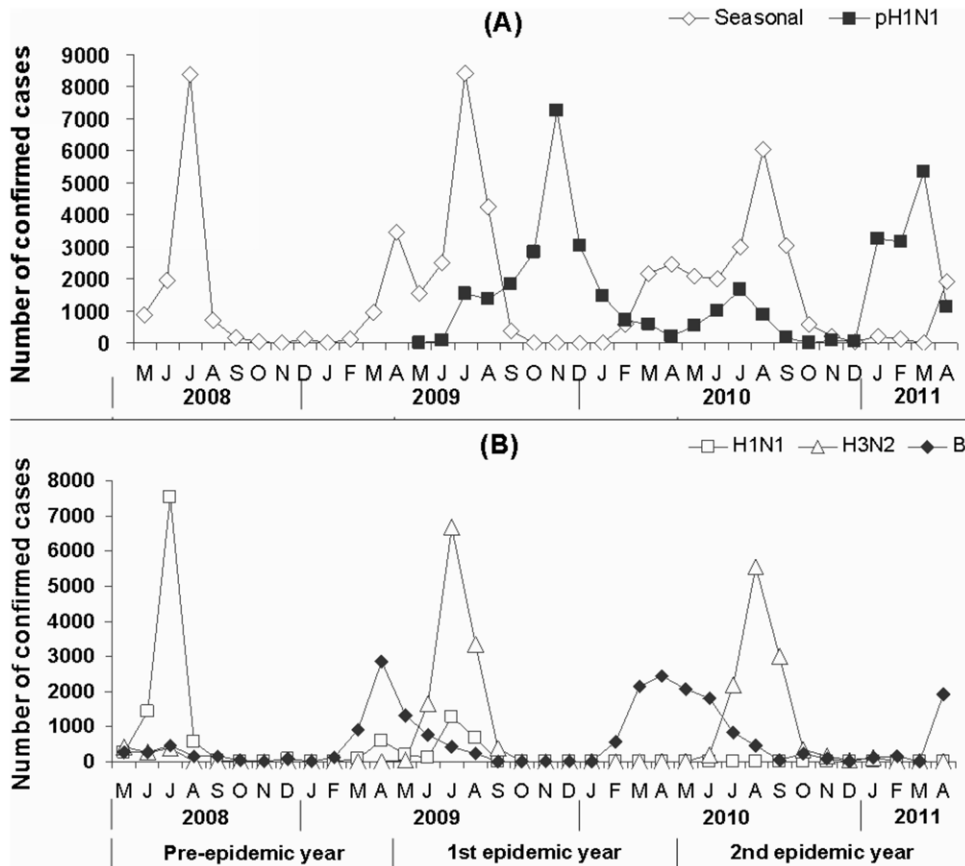 (A)
Seasonal pH1N1
Number of confirmed cases
9000
8000
7000
6000
5000
4000
3000
2000
1000
0
M J J A S O N D J F M A M J J A S O N D J F M A M J J A S O N D J F M A
2008 2009 2010 2011
(B)
H1N1 H3N2 B
Number of confirmed cases
8000
7000
6000
5000
4000
3000
2000
1000
0
M J J A S O N D J F M A M J J A S O N D J F M A M J J A S O N D J F M A
2008 2009 2010 2011
Pre-epidemic year 1st epidemic year 2nd epidemic year